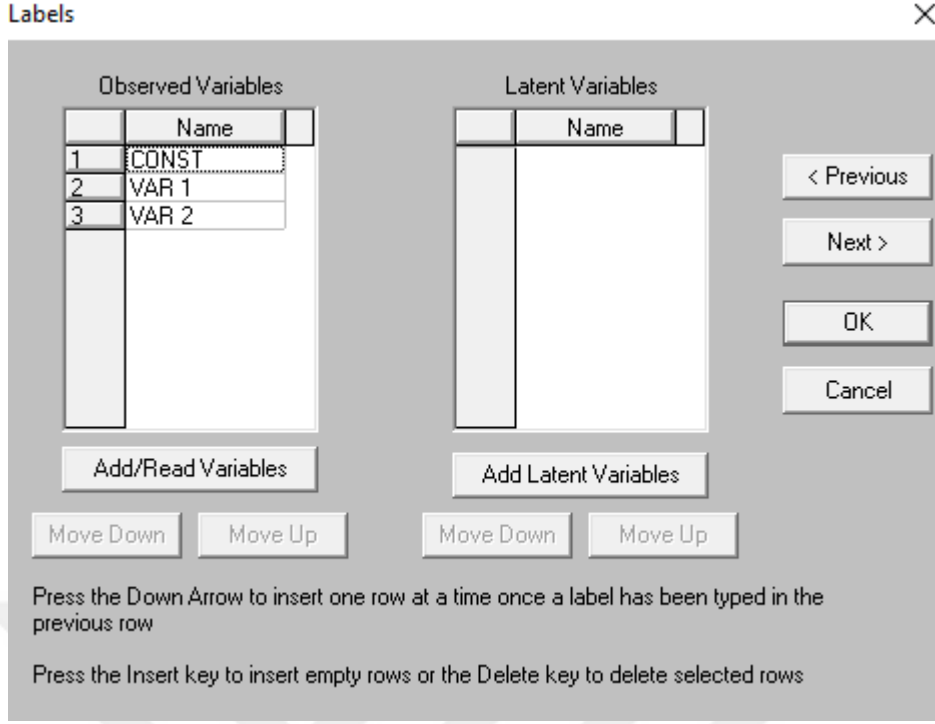 Labels
Observed Variables
Latent Variables
Name
Name
1 CONST
2 VAR 1
3 VAR 2
< Previous
Next >
OK
Cancel
Add/Read Variables
Add Latent Variables
Move Down
Move Up
Move Down
Move Up
Press the Down Arrow to insert one row at a time once a label has been typed in the
previous row
Press the Insert key to insert empty rows or the Delete key to delete selected rows